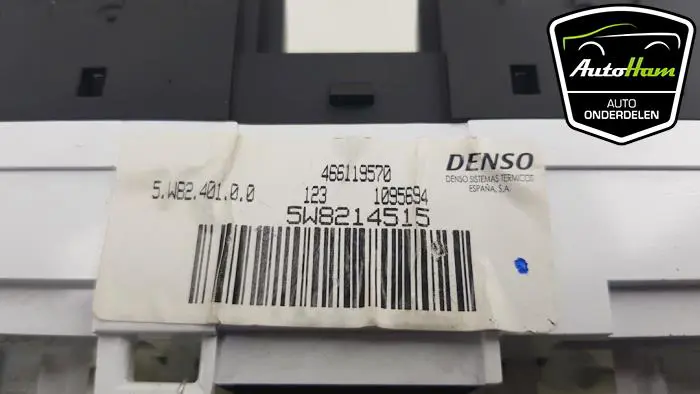 AutoHam
AUTO
ONDERDELEN
466119570
DENSO
DENSO SISTEMAS TERMICOS
ESPAÑA, S.A.
5.W82.401.0.0
123 1095694
5W8214515